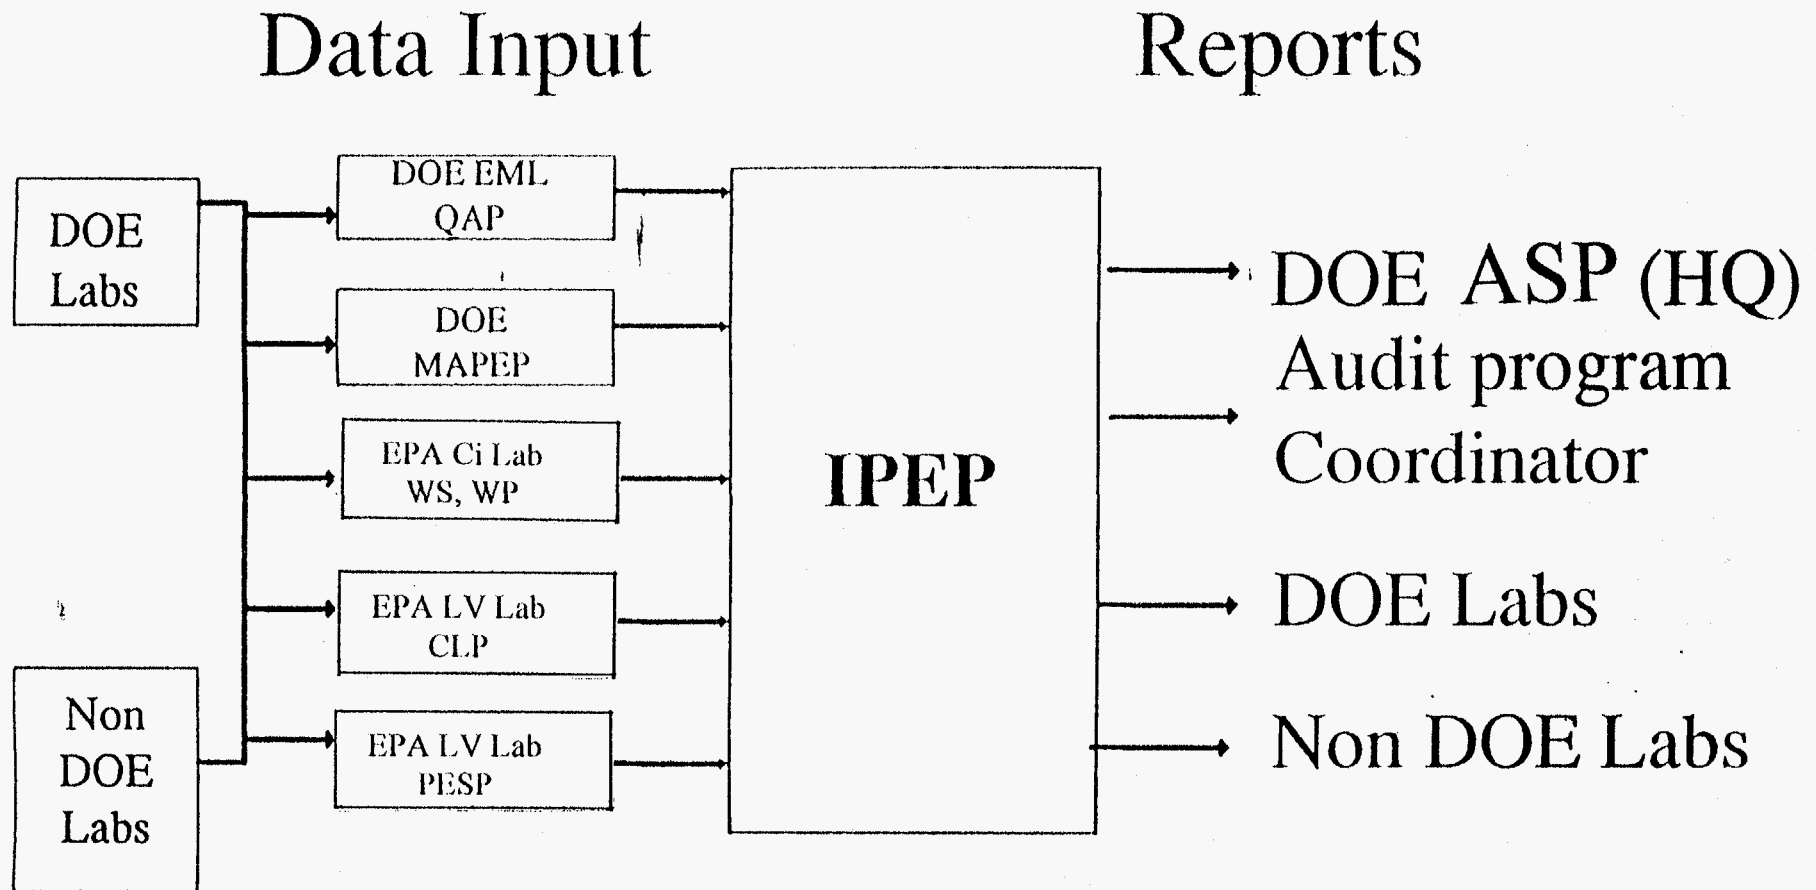 Data Input
Reports
DOE
Labs
Non
DOE
Labs
DOE EML
QAP
DOE
MAPEP
EPA Ci Lab
WS, WP
EPA LV Lab
CLP
EPA LV Lab
PESP
IPEP
DOE ASP (HQ)
Audit program
Coordinator
DOE Labs
Non DOE Labs